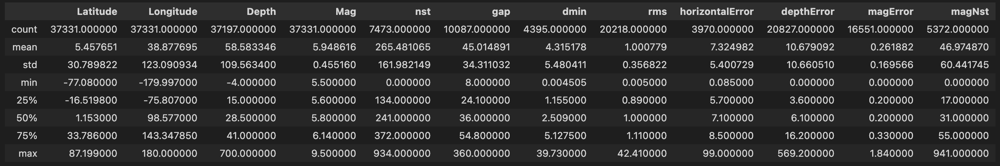 Latitude Longitude Depth Mag nst gap dmin rms horizontalError depthError magError magNst
count 37331.000000 37331.000000 37197.000000 37331.000000 7473.000000 10087.000000 4395.000000 20218.000000 3970.000000 20827.000000 16551.000000 5372.000000
mean 5.457651 38.877695 58.583346 5.948616 265.481065 45.014891 4.315178 1.000779 7.324982 10.679092 0.261882 46.974870
std 30.789822 123.090934 109.563400 0.455160 161.982149 34.311032 5.480411 0.356822 5.400729 10.660510 0.169566 60.441745
min -77.080000 -179.997000 -4.000000 5.500000 0.000000 8.000000 0.004505 0.005000 0.085000 0.000000 0.000000 0.000000
25% -16.519800 -75.807000 15.000000 5.600000 134.000000 24.100000 1.155000 0.890000 5.700000 3.600000 0.200000 17.000000
50% 1.153000 98.577000 28.500000 5.800000 241.000000 36.000000 2.509000 1.000000 7.100000 6.100000 0.200000 31.000000
75% 33.786000 143.347850 41.000000 6.140000 372.000000 54.800000 5.127500 1.110000 8.500000 16.200000 0.330000 55.000000
max 87.199000 180.000000 700.000000 9.500000 934.000000 360.000000 39.730000 42.410000 99.000000 569.200000 1.840000 941.000000